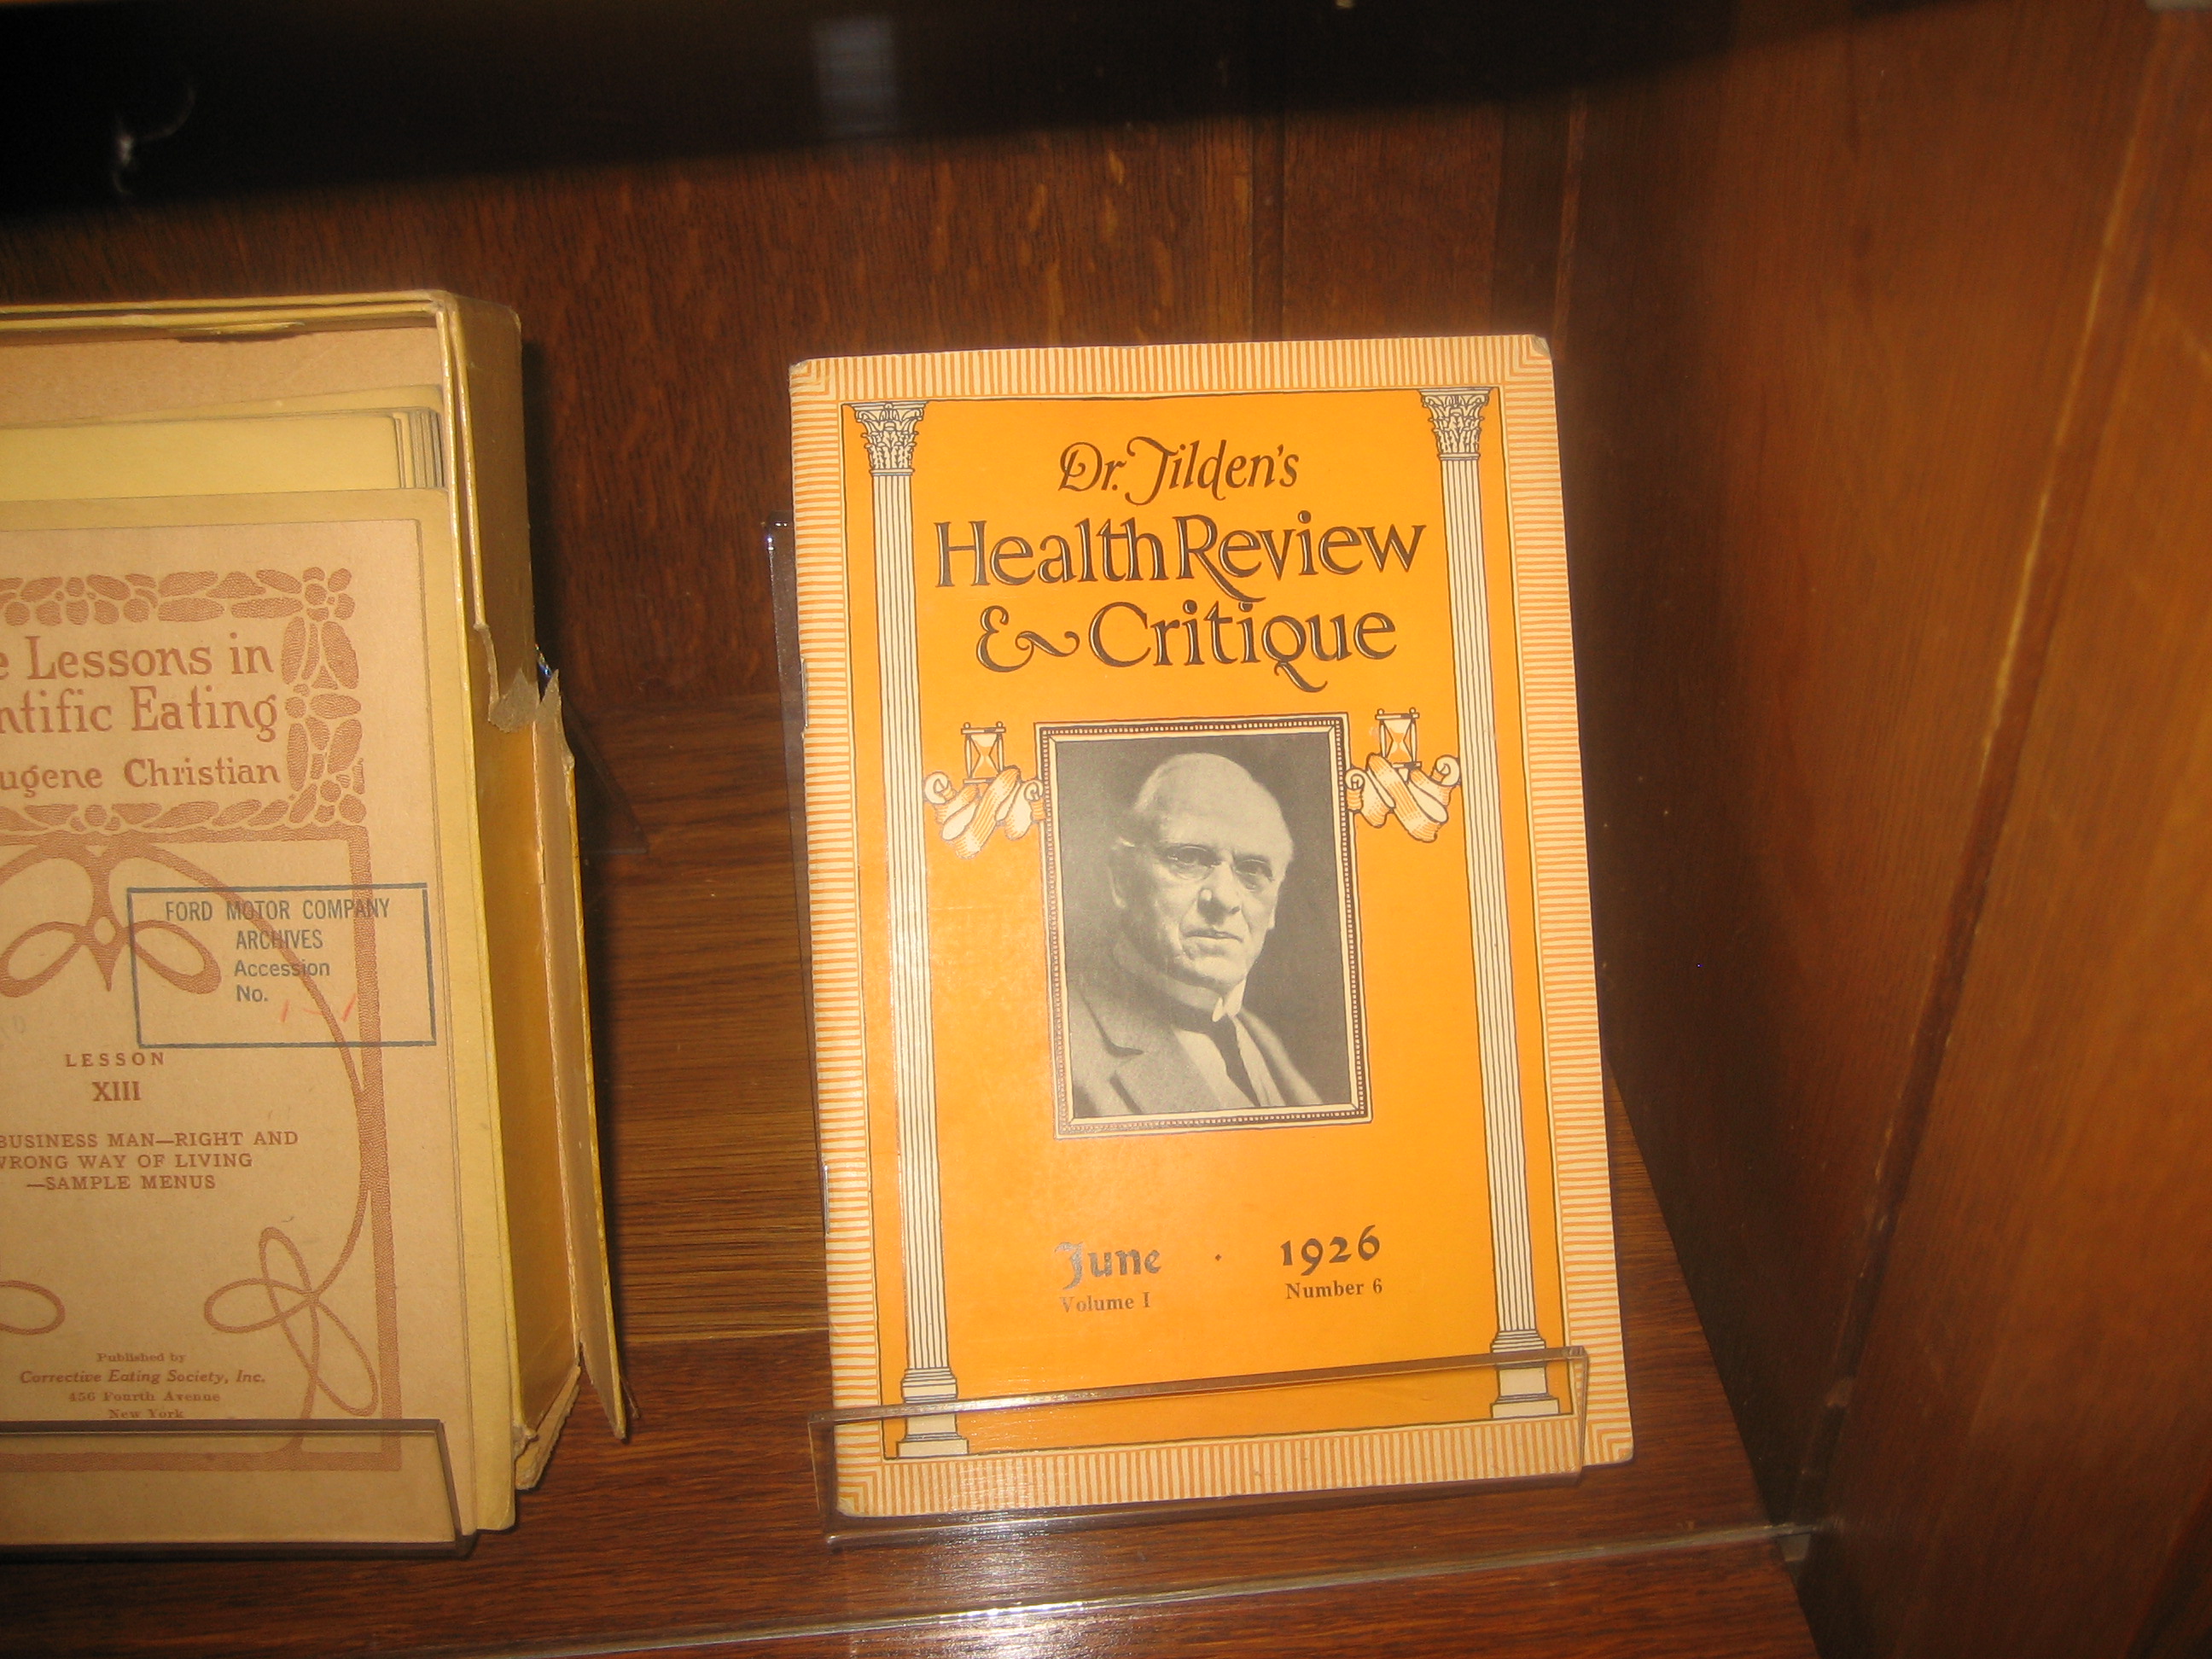 e Lessons in
ntific Eating
ugene Christian
FORD MOTOR COMPANY
ARCHIVES
Accession
No.
LESSON
XIII
BUSINESS MAN—RIGHT AND
WRONG WAY OF LIVING
—SAMPLE MENUS
Published by
Corrective Eating Society, Inc.
456 Fourth Avenue
New York
Dr. Tilden's
Health Review
& Critique
June · 1926
Volume I Number 6